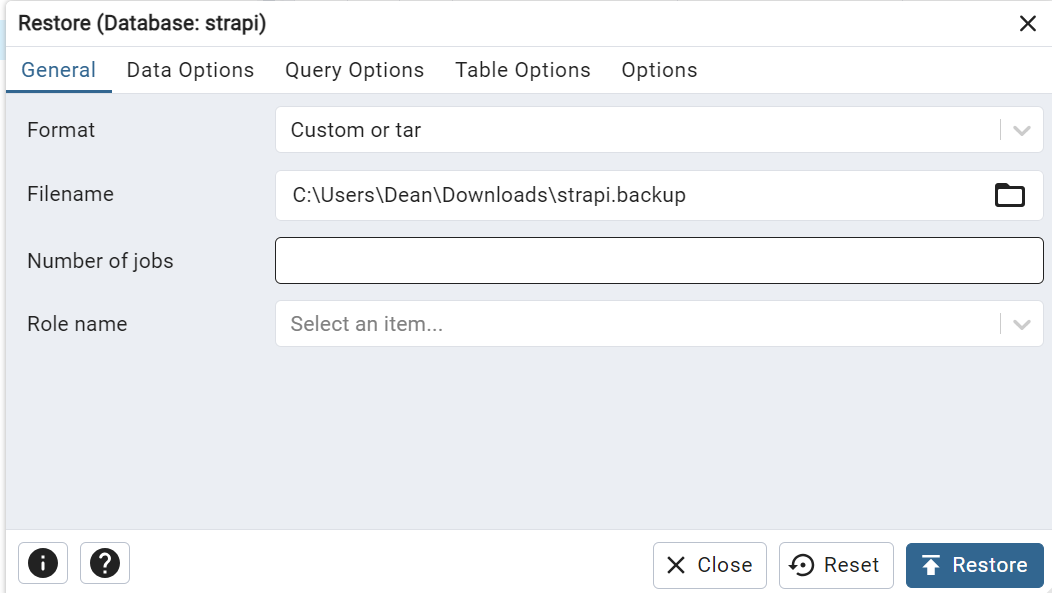 Restore (Database: strapi)
General Data Options Query Options Table Options Options
Format Custom or tar
Filename C:\Users\Dean\Downloads\strapi.backup
Number of jobs
Role name Select an item...
Close Reset Restore